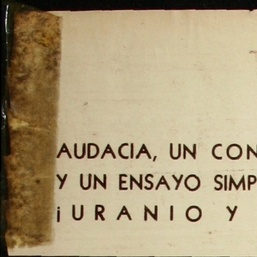 AUDACIA, UN CON
Y UN ENSAYO SIMP
¡URANIO Y